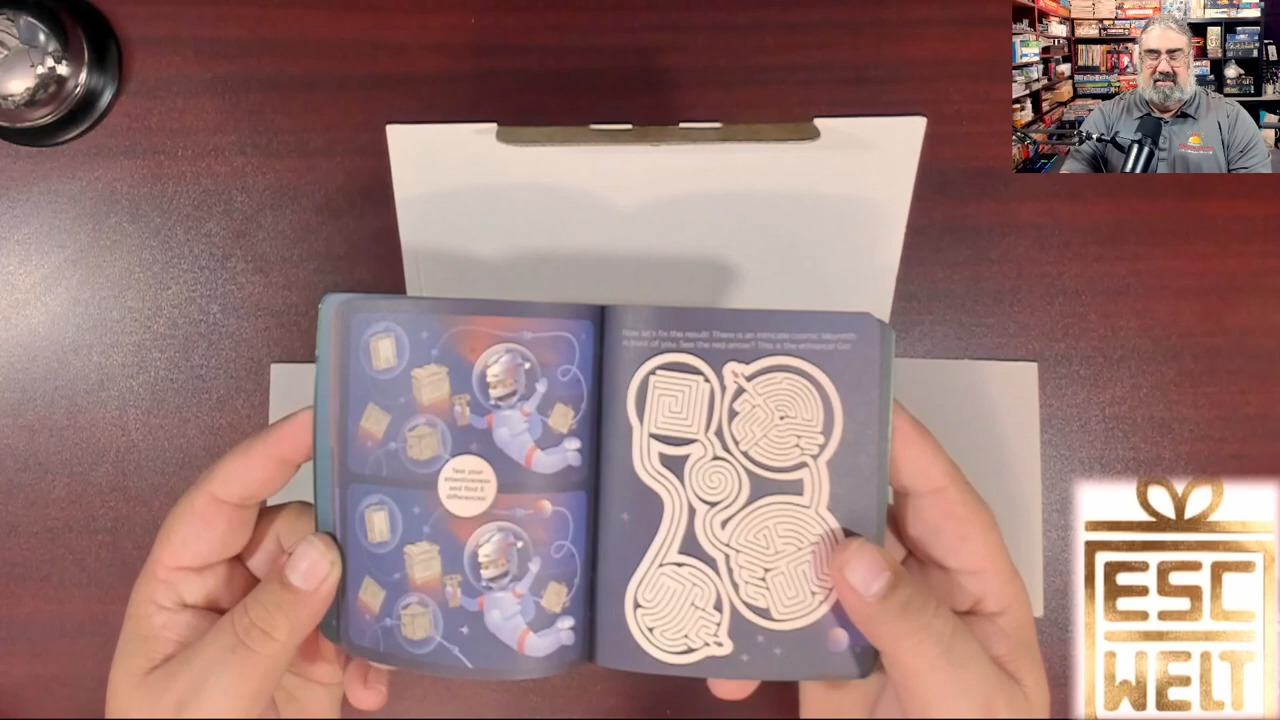 Now let's fix the result! There is an intricate cosmic labyrinth
in front of you. See the red arrow? This is the entrance! Go!
Test your
attentiveness
and find 5
differences!
ESC
WELT